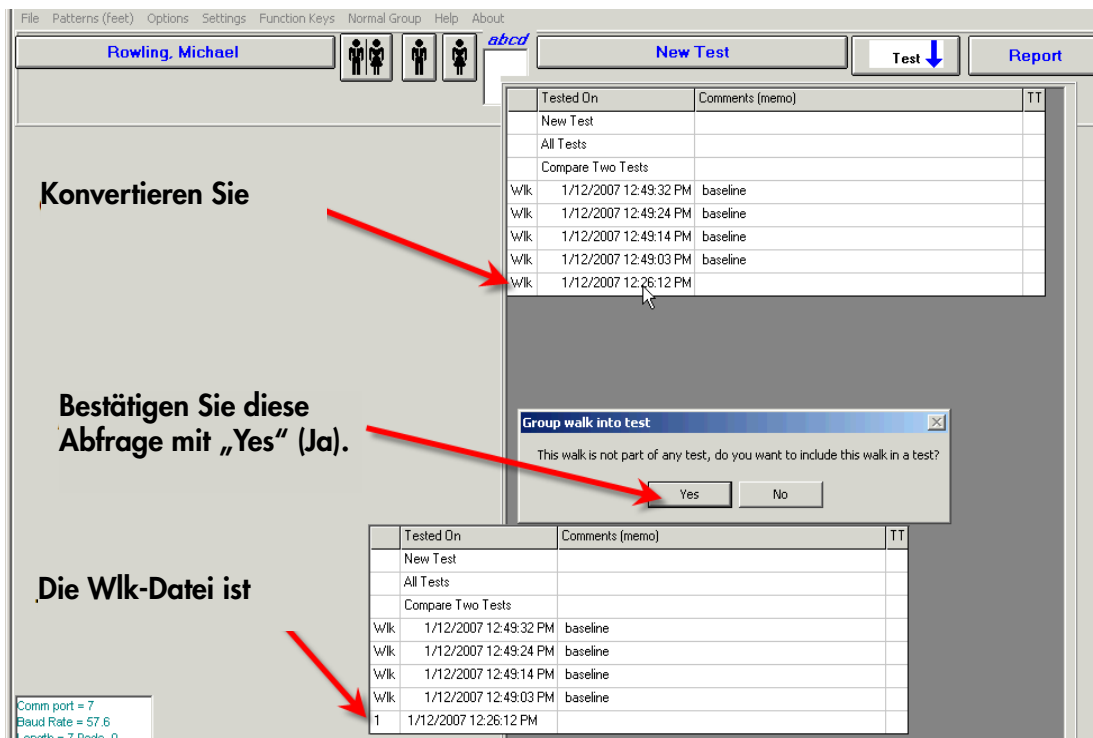 File Patterns (feet) Options Settings Function Keys Normal Group Help About
Rowling, Michael
abcd
New Test
Test
Report
Tested On Comments (memo) TT
New Test
All Tests
Compare Two Tests
Wlk 1/12/2007 12:49:32 PM baseline
Wlk 1/12/2007 12:49:24 PM baseline
Wlk 1/12/2007 12:49:14 PM baseline
Wlk 1/12/2007 12:49:03 PM baseline
Wlk 1/12/2007 12:26:12 PM
Konvertieren Sie
Bestätigen Sie diese
Abfrage mit „Yes“ (Ja).
Group walk into test
This walk is not part of any test, do you want to include this walk in a test?
Yes No
Die Wlk-Datei ist
Tested On Comments (memo) TT
New Test
All Tests
Compare Two Tests
Wlk 1/12/2007 12:49:32 PM baseline
Wlk 1/12/2007 12:49:24 PM baseline
Wlk 1/12/2007 12:49:14 PM baseline
Wlk 1/12/2007 12:49:03 PM baseline
1 1/12/2007 12:26:12 PM
Comm port = 7
Baud Rate = 57.6